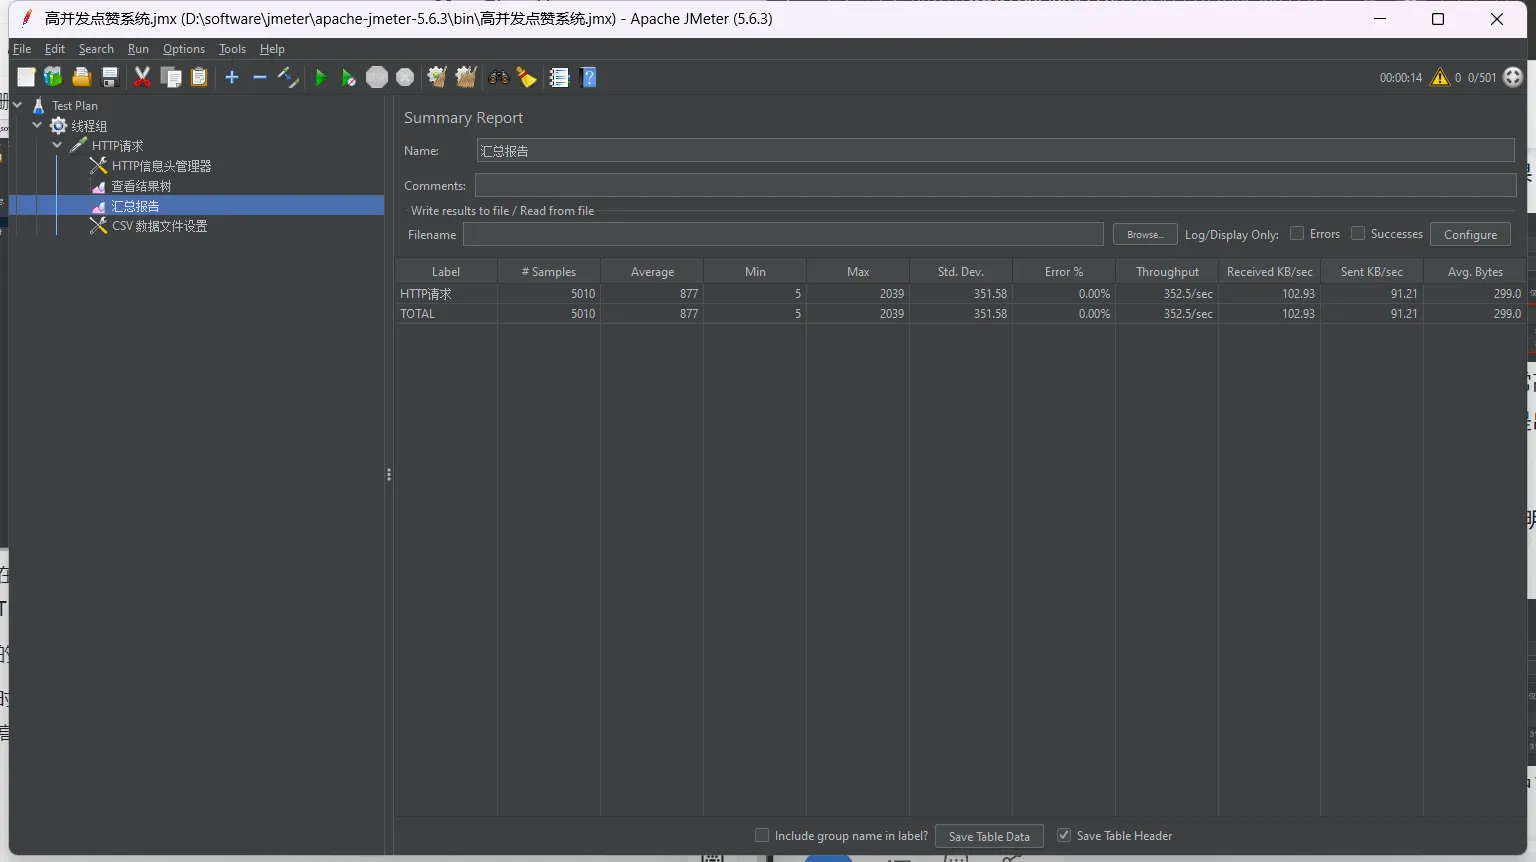 高并发点赞系统.jmx (D:\software\jmeter\apache-jmeter-5.6.3\bin\高并发点赞系统.jmx) - Apache JMeter (5.6.3)
File Edit Search Run Options Tools Help
00:00:14 0 0/501
Test Plan
线程组
HTTP请求
HTTP信息头管理器
查看结果树
汇总报告
CSV 数据文件设置
Summary Report
Name: 汇总报告
Comments:
Write results to file / Read from file
Filename Browse... Log/Display Only: Errors Successes Configure
Label # Samples Average Min Max Std. Dev. Error % Throughput Received KB/sec Sent KB/sec Avg. Bytes
HTTP请求 5010 877 5 2039 351.58 0.00% 352.5/sec 102.93 91.21 299.0
TOTAL 5010 877 5 2039 351.58 0.00% 352.5/sec 102.93 91.21 299.0
Include group name in label? Save Table Data Save Table Header